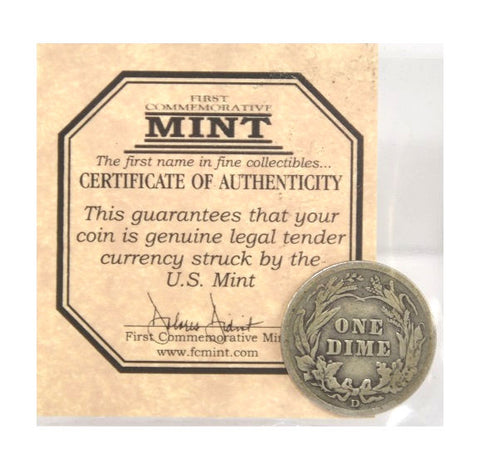 FIRST
COMMEMORATIVE
MINT
The first name in fine collectibles...
CERTIFICATE OF AUTHENTICITY
This guarantees that your
coin is genuine legal tender
currency struck by the
U.S. Mint
First Commemorative
www.fcmint.com
ONE
DIME
D